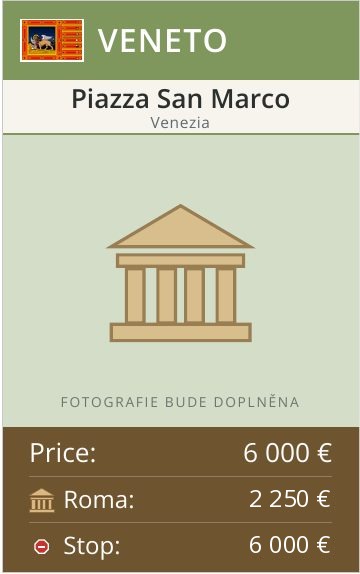 VENETO
Piazza San Marco
Venezia
FOTOGRAFIE BUDE DOPLNĚNA
Price: 6 000 €
Roma: 2 250 €
Stop: 6 000 €